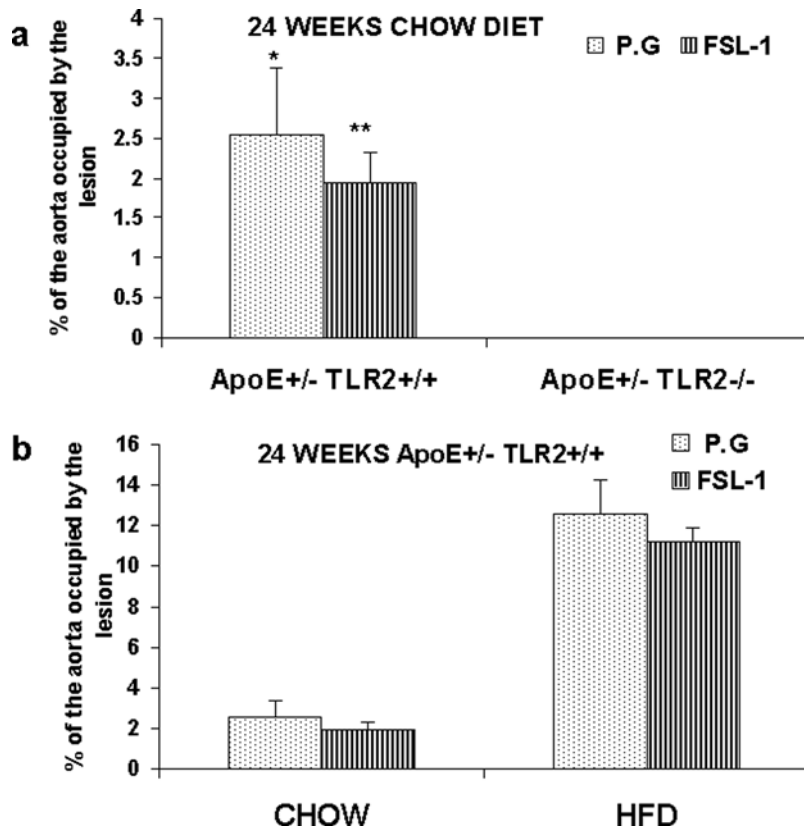 a
24 WEEKS CHOW DIET
P.G FSL-1
% of the aorta occupied by the
lesion
4
3.5
3
2.5
2
1.5
1
0.5
0
*
**
ApoE+/- TLR2+/+ ApoE+/- TLR2-/-
b
24 WEEKS ApoE+/- TLR2+/+
P.G
FSL-1
% of the aorta occupied by the
lesion
16
14
12
10
8
6
4
2
0
CHOW HFD